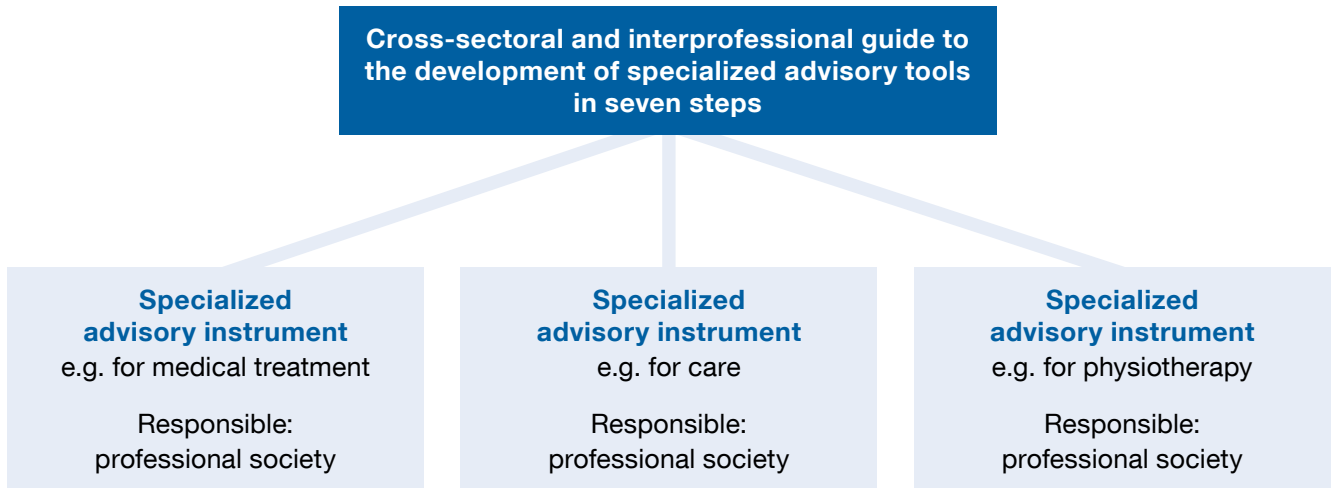 Cross-sectoral and interprofessional guide to
the development of specialized advisory tools
in seven steps
Specialized
advisory instrument
e.g. for medical treatment
Responsible:
professional society
Specialized
advisory instrument
e.g. for care
Responsible:
professional society
Specialized
advisory instrument
e.g. for physiotherapy
Responsible:
professional society